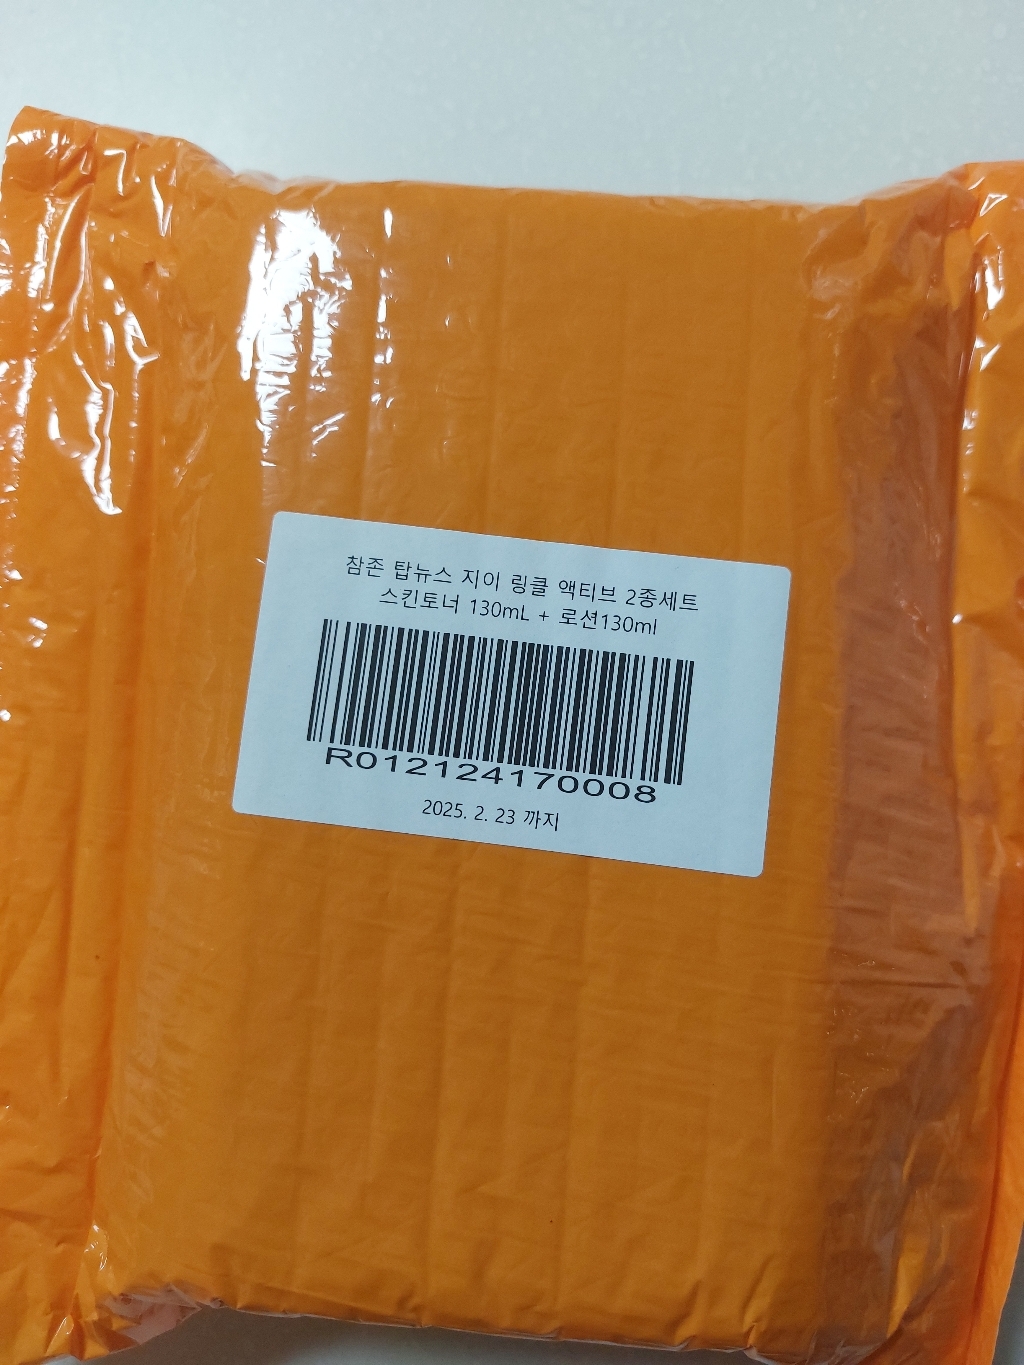 참존 탑뉴스 지이 링클 액티브 2종세트
스킨토너 130mL + 로션130ml
R012124170008
2025. 2. 23 까지